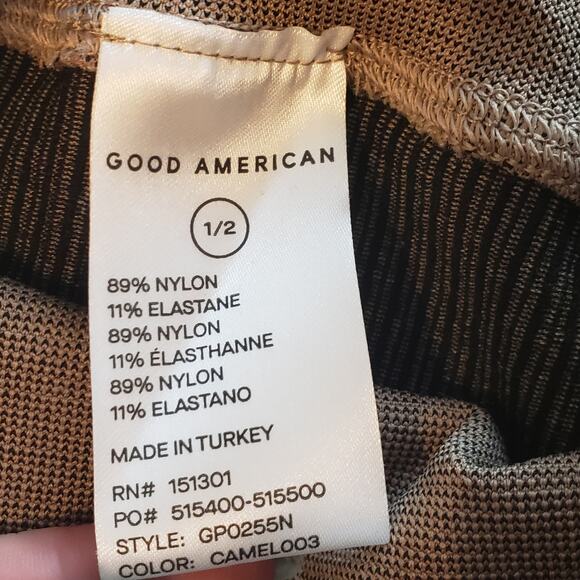 GOOD AMERICAN
1/2
89% NYLON
11% ELASTANE
89% NYLON
11% ÉLASTHANNE
89% NYLON
11% ELASTANO
MADE IN TURKEY
RN# 151301
PO# 515400-515500
STYLE: GP0255N
COLOR: CAMEL003